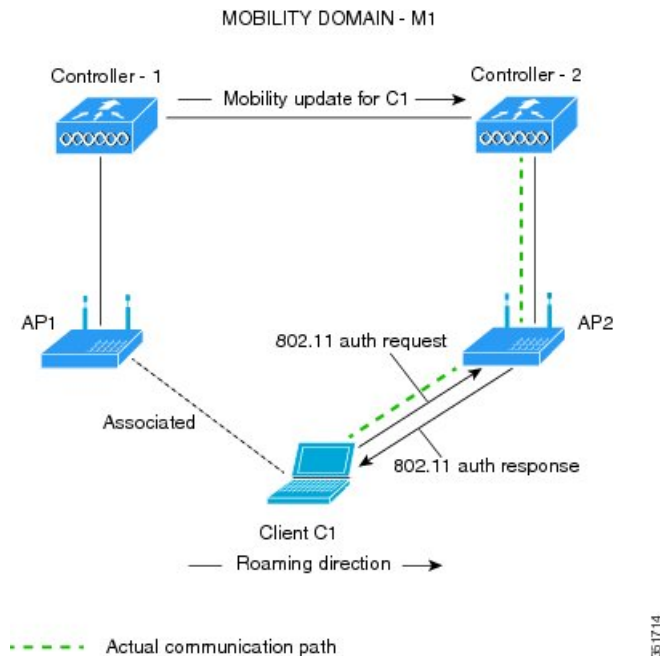 MOBILITY DOMAIN - M1
Controller - 1
Controller - 2
Mobility update for C1
AP1
AP2
802.11 auth request
Associated
802.11 auth response
Client C1
Roaming direction
Actual communication path
351714